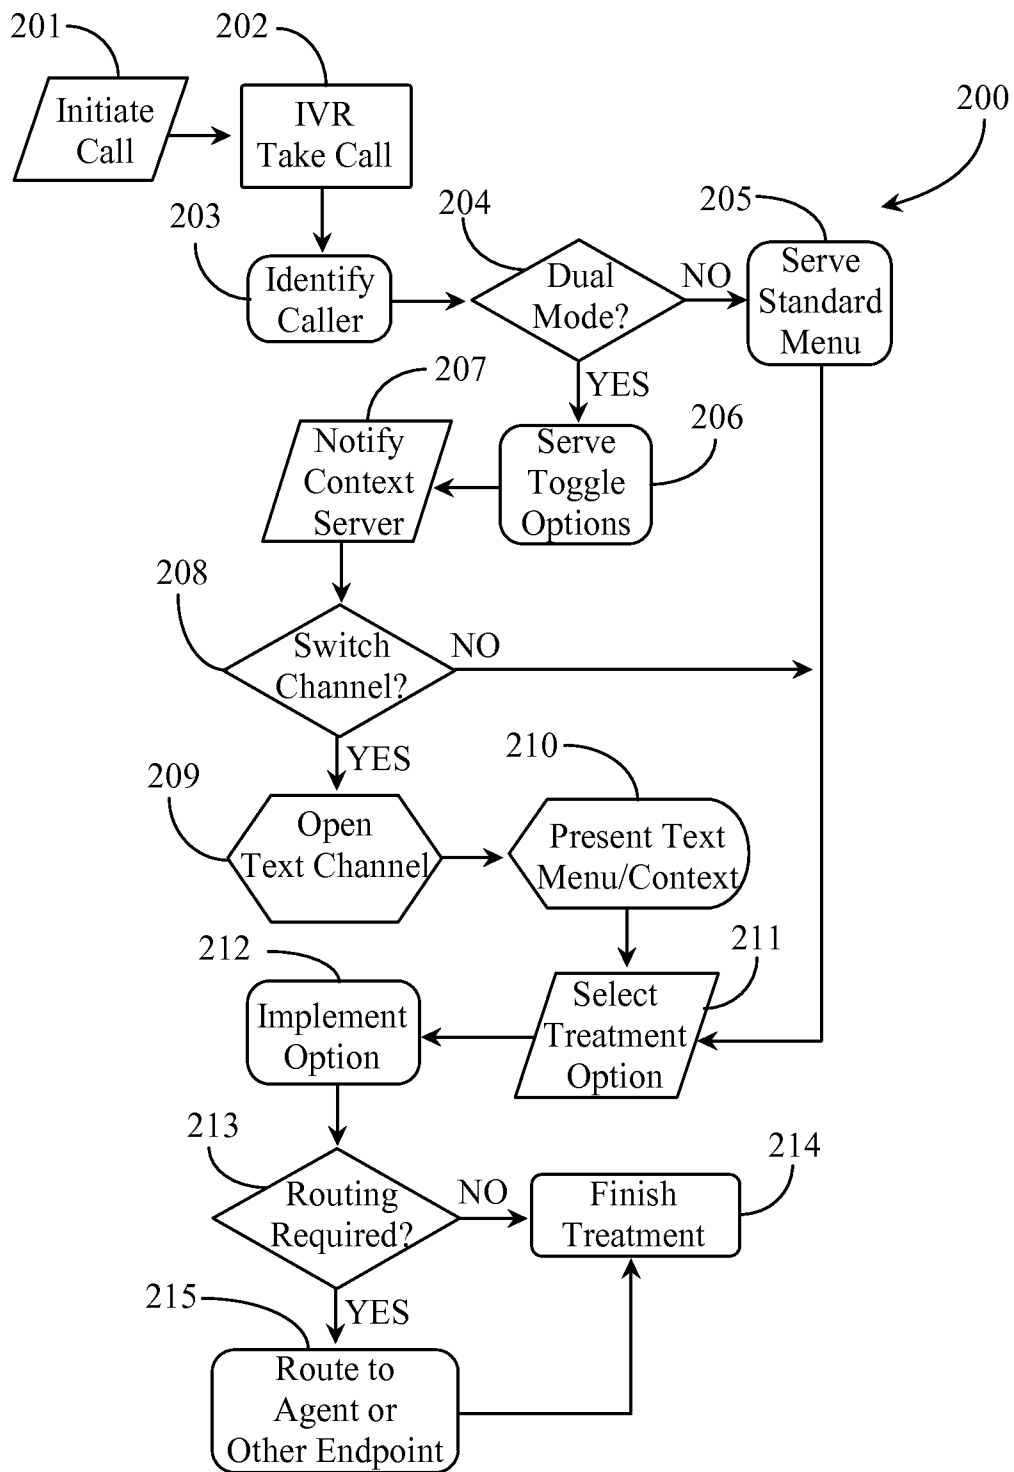 201
202
Initiate
Call
IVR
Take Call
200
203
204
205
Identify
Caller
Dual
Mode?
NO
Serve
Standard
Menu
YES
207
206
Notify
Context
Server
Serve
Toggle
Options
208
Switch
Channel?
NO
YES
209
210
Open
Text Channel
Present Text
Menu/Context
212
211
Implement
Option
Select
Treatment
Option
213
214
Routing
Required?
NO
Finish
Treatment
YES
215
Route to
Agent or
Other Endpoint